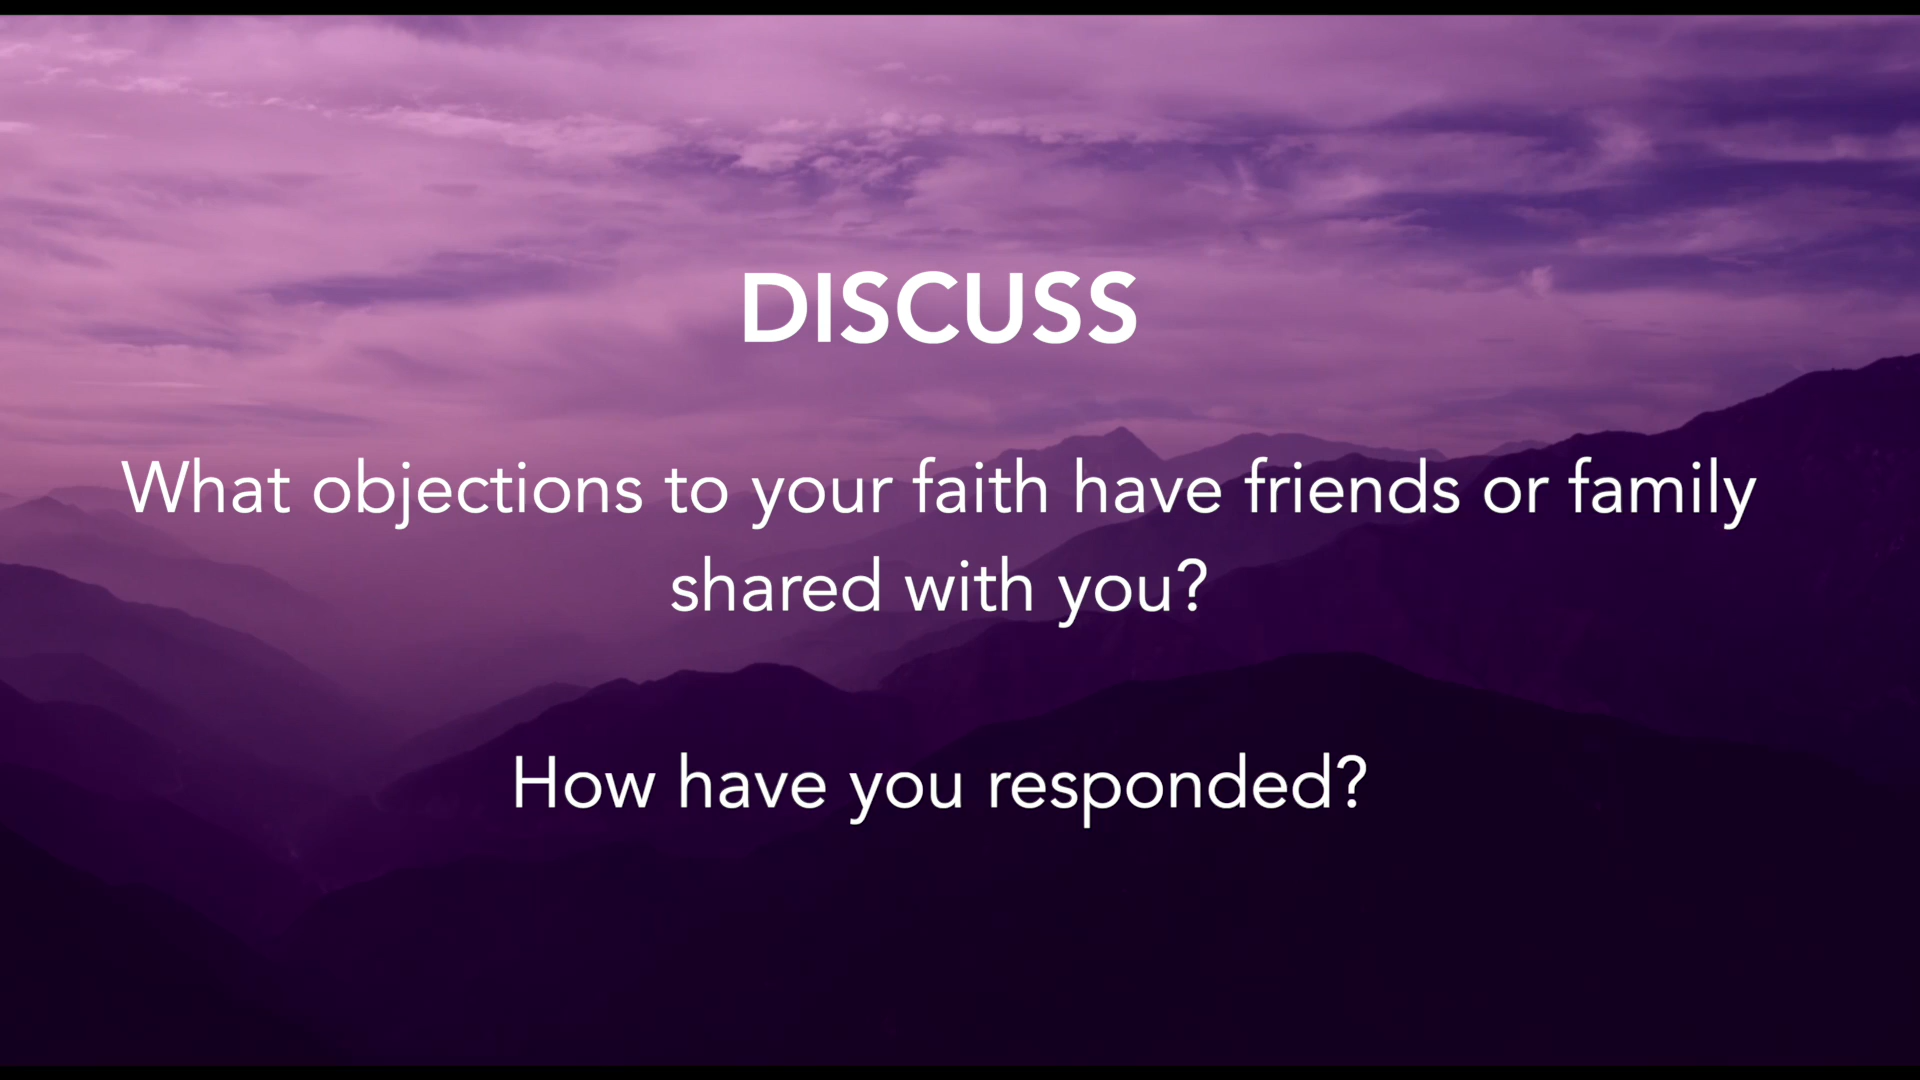 DISCUSS
What objections to your faith have friends or family
shared with you?
How have you responded?